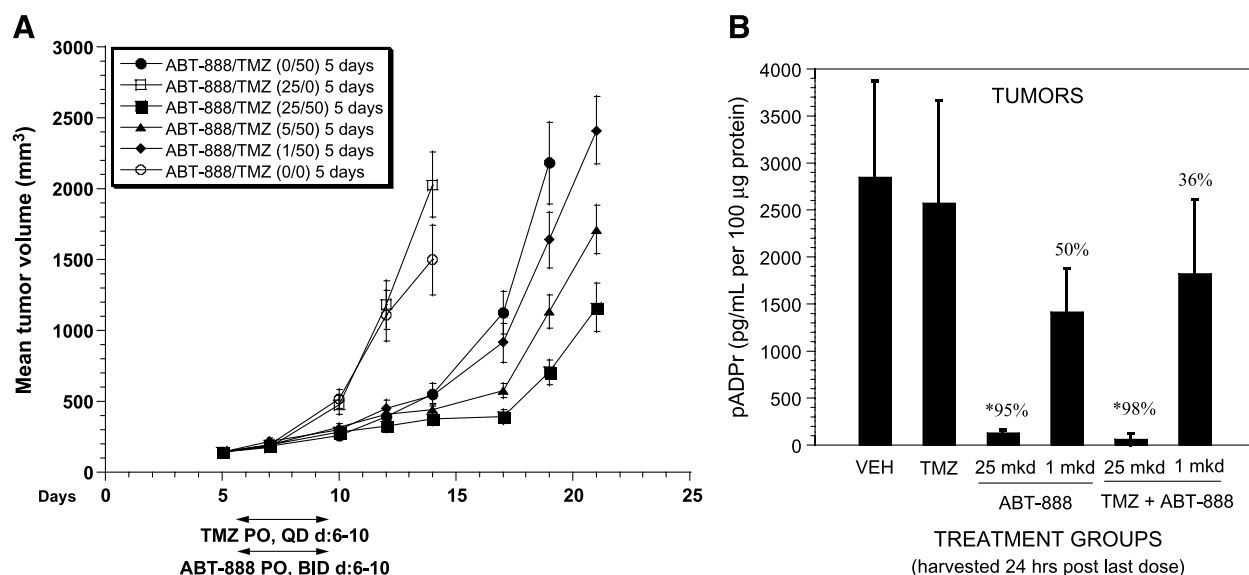 A
3000
2500
2000
1500
1000
500
0
Mean tumor volume (mm³)
ABT-888/TMZ (0/50) 5 days
ABT-888/TMZ (25/0) 5 days
ABT-888/TMZ (25/50) 5 days
ABT-888/TMZ (5/50) 5 days
ABT-888/TMZ (1/50) 5 days
ABT-888/TMZ (0/0) 5 days
Days 0 5 10 15 20 25
TMZ PO, QD d:6-10
ABT-888 PO, BID d:6-10
B
4000
3500
3000
2500
2000
1500
1000
500
0
pADPr (pg/mL per 100 µg protein)
TUMORS
*95%
50%
*98%
36%
VEH TMZ 25 mkd 1 mkd 25 mkd 1 mkd
ABT-888 TMZ + ABT-888
TREATMENT GROUPS
(harvested 24 hrs post last dose)